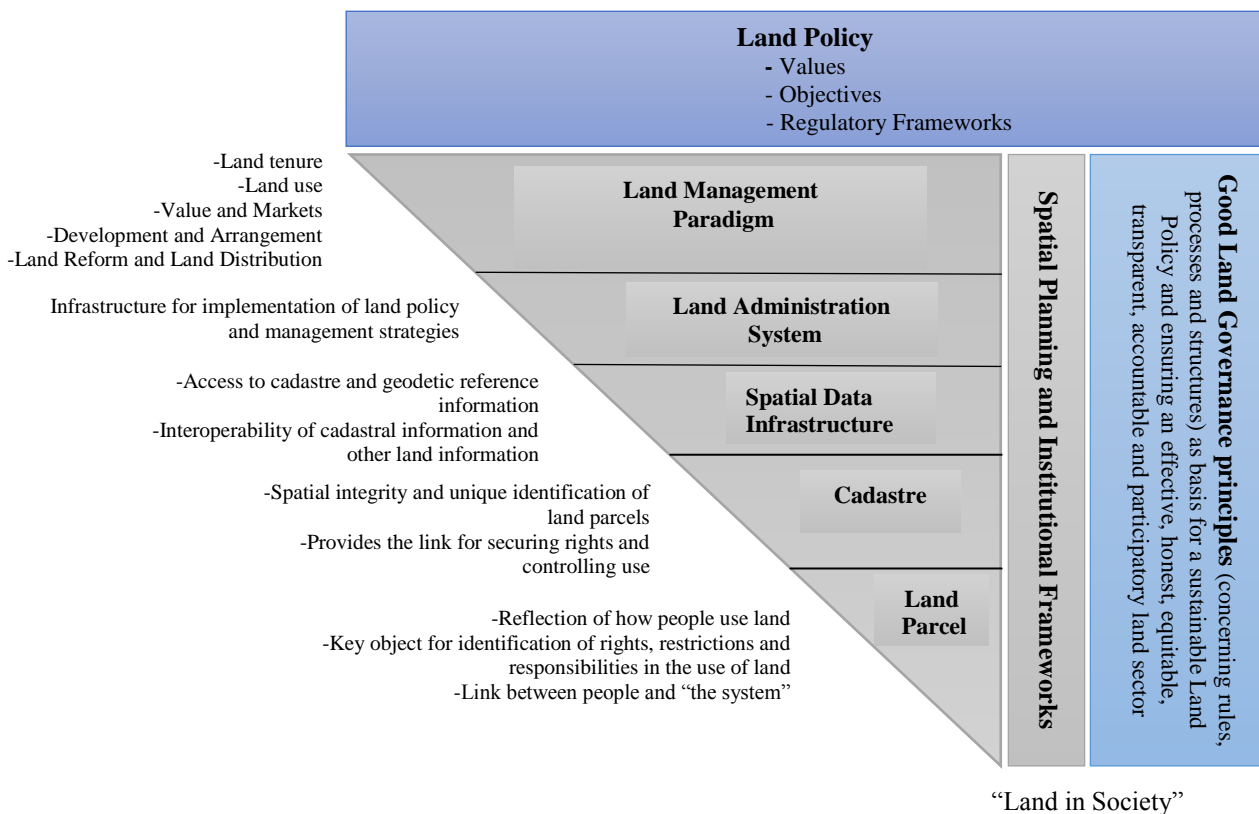 Land Policy
- Values
- Objectives
- Regulatory Frameworks
-Land tenure
-Land use
-Value and Markets
-Development and Arrangement
-Land Reform and Land Distribution
Land Management
Paradigm
Infrastructure for implementation of land policy
and management strategies
Land Administration
System
-Access to cadastre and geodetic reference
information
-Interoperability of cadastral information and
other land information
Spatial Data
Infrastructure
-Spatial integrity and unique identification of
land parcels
-Provides the link for securing rights and
controlling use
Cadastre
-Reflection of how people use land
-Key object for identification of rights, restrictions and
responsibilities in the use of land
-Link between people and “the system”
Land
Parcel
Spatial Planning and Institutional Frameworks
Good Land Governance principles (concerning rules,
processes and structures) as basis for a sustainable Land
Policy and ensuring an effective, honest, equitable,
transparent, accountable and participatory land sector
“Land in Society”